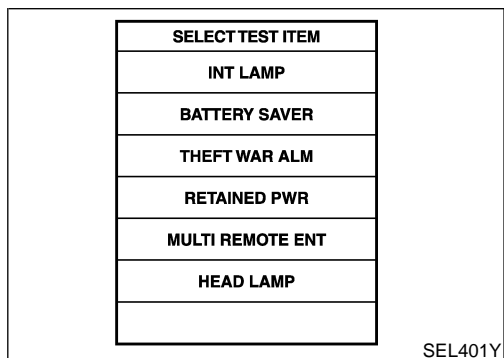 SELECT TEST ITEM
INT LAMP
BATTERY SAVER
THEFT WAR ALM
RETAINED PWR
MULTI REMOTE ENT
HEAD LAMP
SEL401Y